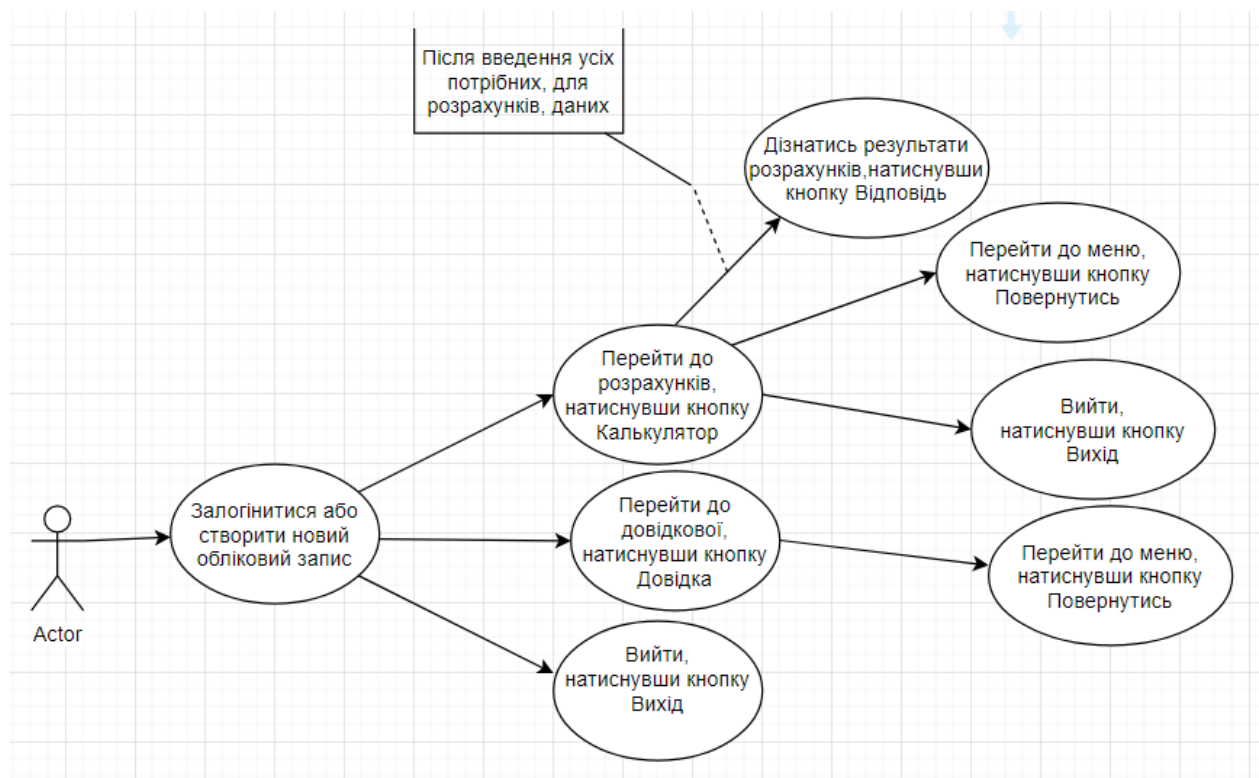 Після введення усіх
потрібних, для
розрахунків, даних
Дізнатись результати
розрахунків,натиснувши
кнопку Відповідь
Перейти до меню,
натиснувши кнопку
Повернутись
Перейти до
розрахунків,
натиснувши кнопку
Калькулятор
Вийти,
натиснувши кнопку
Вихід
Залогінитися або
створити новий
обліковий запис
Перейти до
довідкової,
натиснувши кнопку
Довідка
Перейти до меню,
натиснувши кнопку
Повернутись
Actor
Вийти,
натиснувши кнопку
Вихід